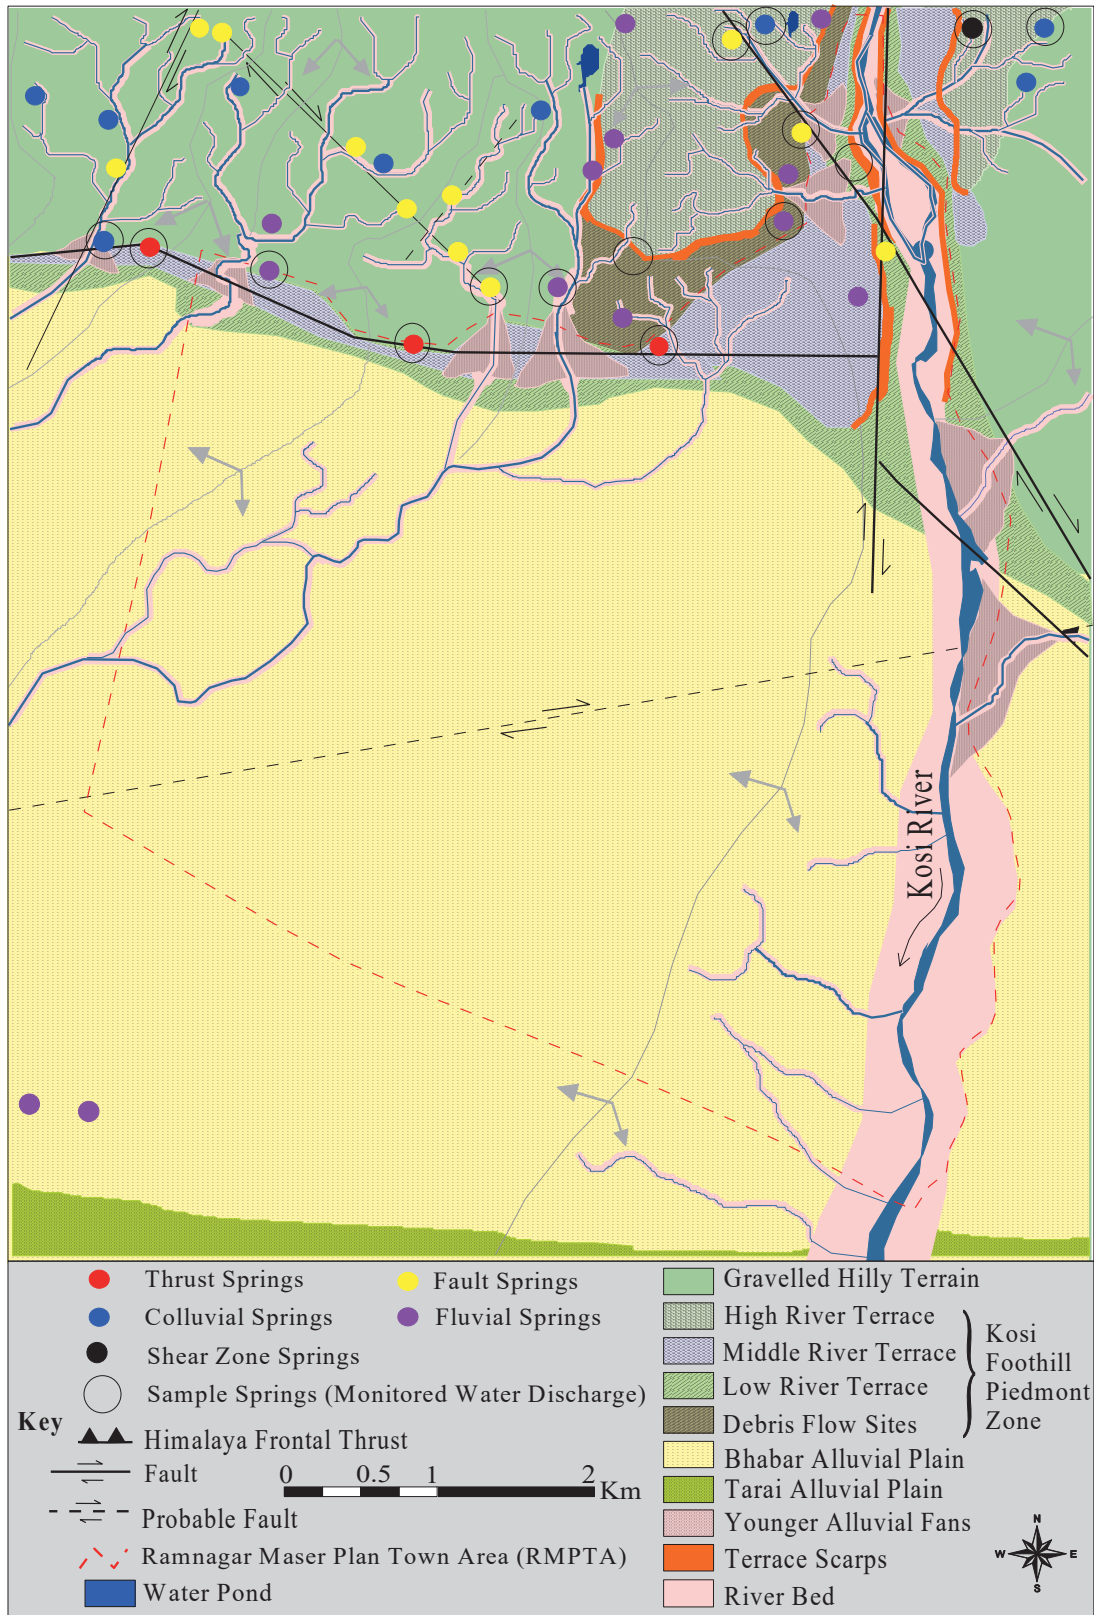 Kosi River
Key
Thrust Springs
Colluvial Springs
Shear Zone Springs
Sample Springs (Monitored Water Discharge)
Himalaya Frontal Thrust
Fault
Probable Fault
Ramnagar Maser Plan Town Area (RMPTA)
Water Pond
Fault Springs
Fluvial Springs
0 0.5 1 2
Km
Gravelled Hilly Terrain
High River Terrace
Middle River Terrace
Low River Terrace
Debris Flow Sites
Kosi
Foothill
Piedmont
Zone
Bhabar Alluvial Plain
Tarai Alluvial Plain
Younger Alluvial Fans
Terrace Scarps
River Bed
N
W E
S